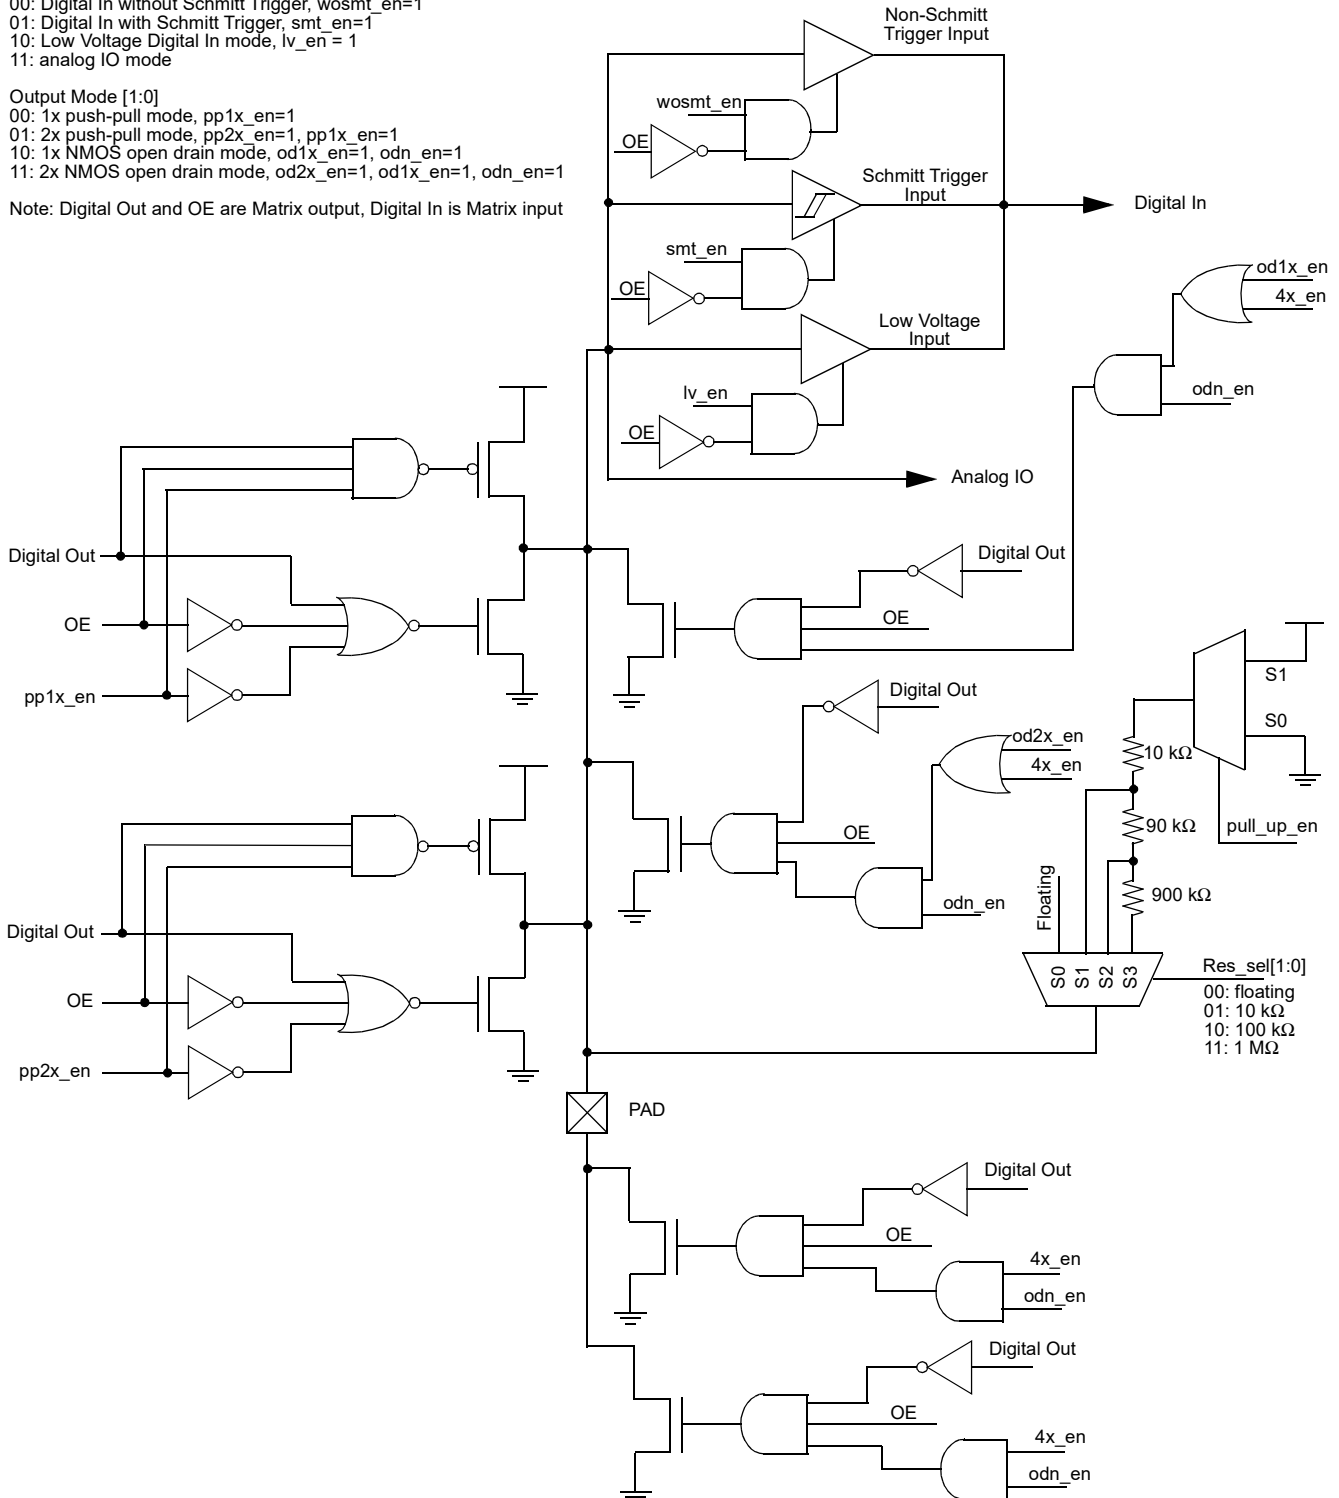 00: Digital In without Schmitt Trigger, wosmt_en=1
01: Digital In with Schmitt Trigger, smt_en=1
10: Low Voltage Digital In mode, lv_en = 1
11: analog IO mode
Output Mode [1:0]
00: 1x push-pull mode, pp1x_en=1
01: 2x push-pull mode, pp2x_en=1, pp1x_en=1
10: 1x NMOS open drain mode, od1x_en=1, odn_en=1
11: 2x NMOS open drain mode, od2x_en=1, od1x_en=1, odn_en=1
Note: Digital Out and OE are Matrix output, Digital In is Matrix input
Non-Schmitt
Trigger Input
wosmt_en
OE
Schmitt Trigger
Input
Digital In
smt_en
OE
od1x_en
4x_en
Low Voltage
Input
odn_en
lv_en
OE
Analog IO
Digital Out
OE
pp1x_en
Digital Out
OE
S1
S0
10 kΩ
90 kΩ
900 kΩ
pull_up_en
Digital Out
od2x_en
4x_en
OE
odn_en
Floating
S0
S1
S2
S3
Res_sel[1:0]
00: floating
01: 10 kΩ
10: 100 kΩ
11: 1 MΩ
Digital Out
OE
pp2x_en
PAD
Digital Out
OE
4x_en
odn_en
Digital Out
OE
4x_en
odn_en